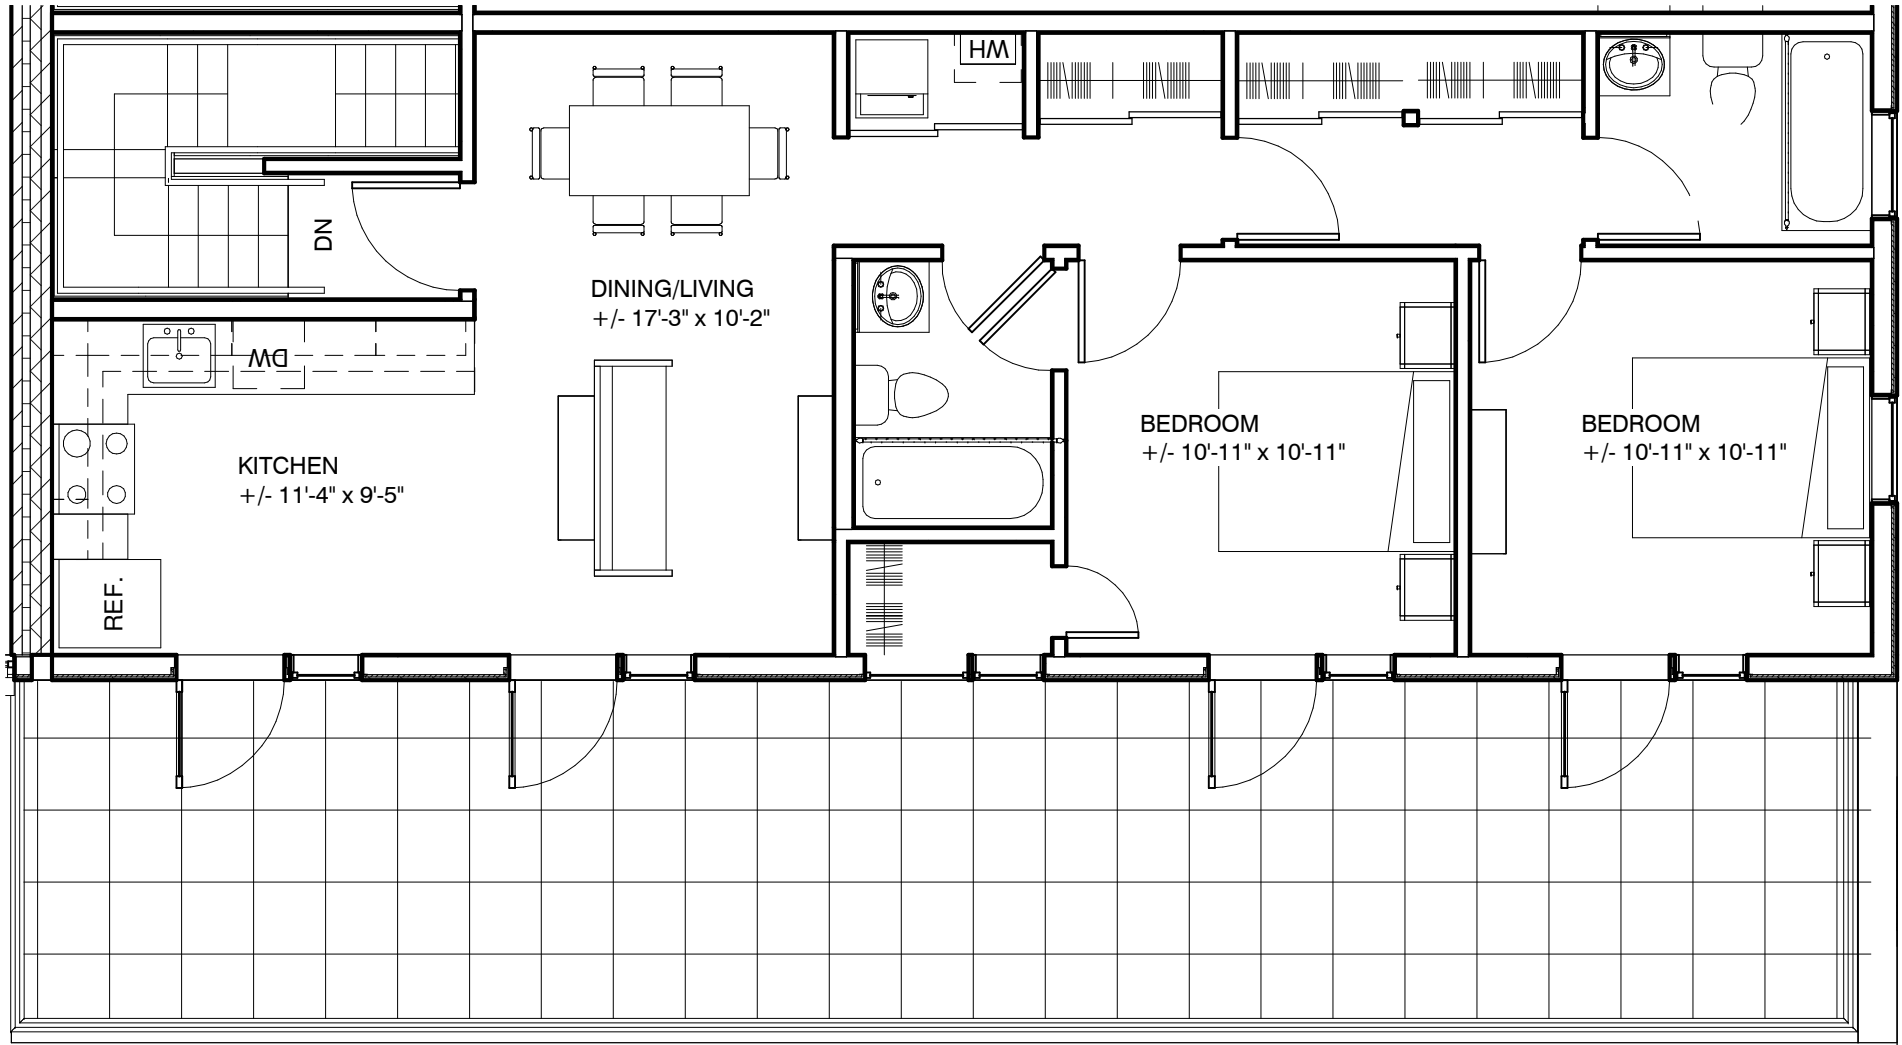 HW
DN
DINING/LIVING
+/- 17'-3" x 10'-2"
DW
KITCHEN
+/- 11'-4" x 9'-5"
REF.
BEDROOM
+/- 10'-11" x 10'-11"
BEDROOM
+/- 10'-11" x 10'-11"